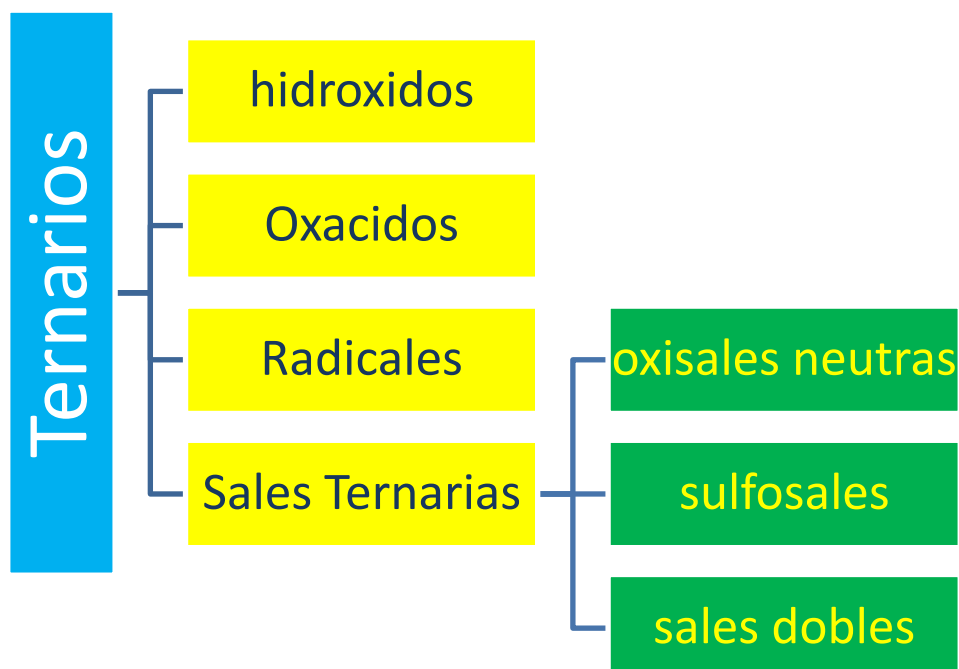 Ternarios
hidroxidos
Oxacidos
Radicales
Sales Ternarias
oxisales neutras
sulfosales
sales dobles